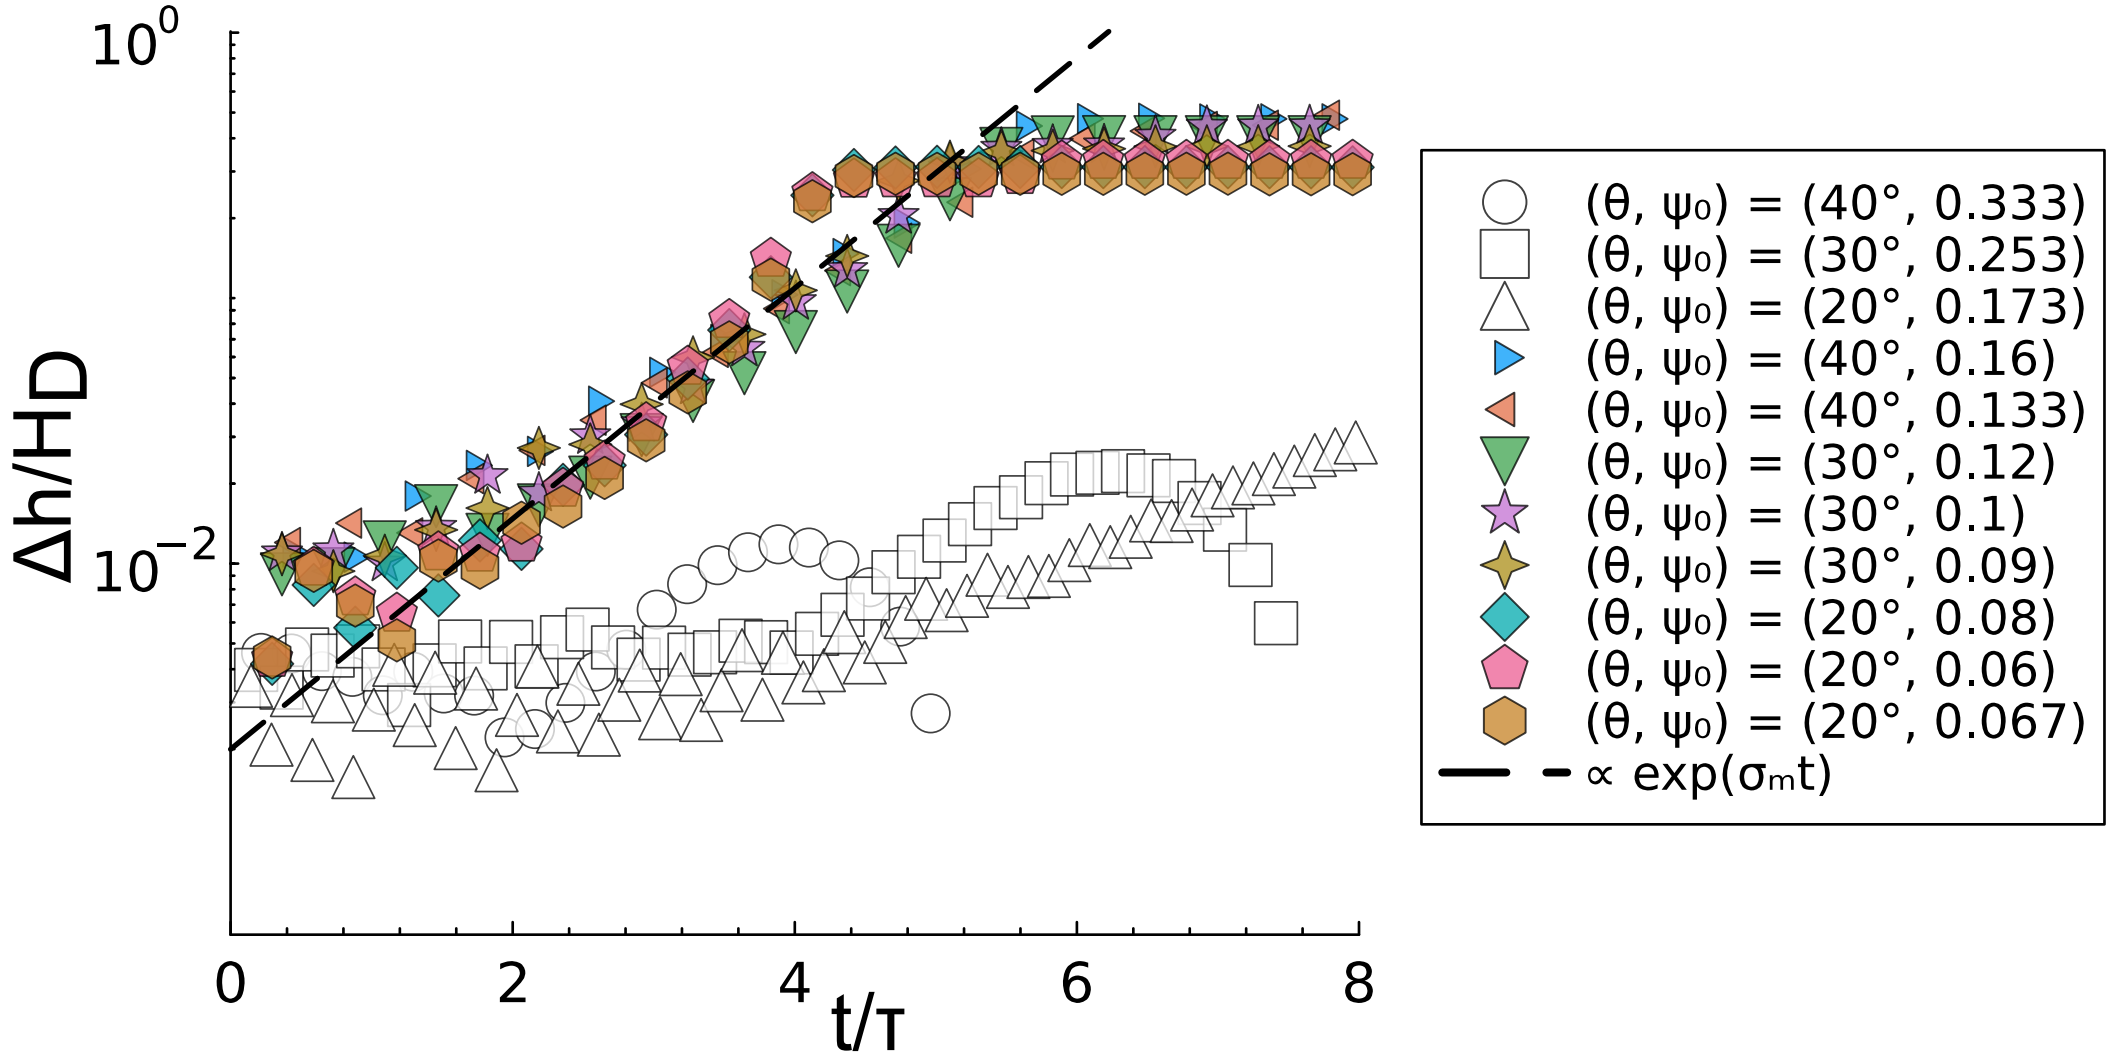 10⁰
10⁻²
Δh/H_D
0 2 4 6 8
t/τ
(θ, ψ₀) = (40°, 0.333)
(θ, ψ₀) = (30°, 0.253)
(θ, ψ₀) = (20°, 0.173)
(θ, ψ₀) = (40°, 0.16)
(θ, ψ₀) = (40°, 0.133)
(θ, ψ₀) = (30°, 0.12)
(θ, ψ₀) = (30°, 0.1)
(θ, ψ₀) = (30°, 0.09)
(θ, ψ₀) = (20°, 0.08)
(θ, ψ₀) = (20°, 0.06)
(θ, ψ₀) = (20°, 0.067)
∝ exp(σₘt)